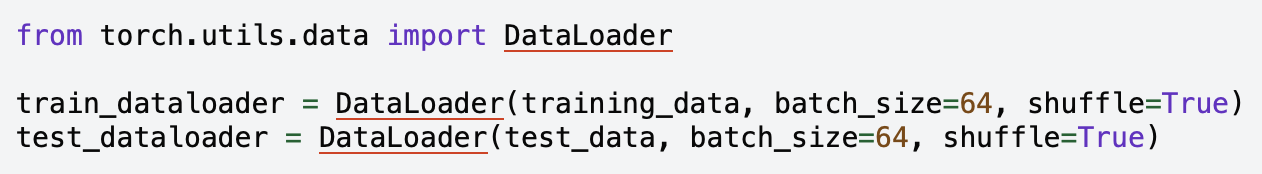 from torch.utils.data import DataLoader
train_dataloader = DataLoader(training_data, batch_size=64, shuffle=True)
test_dataloader = DataLoader(test_data, batch_size=64, shuffle=True)